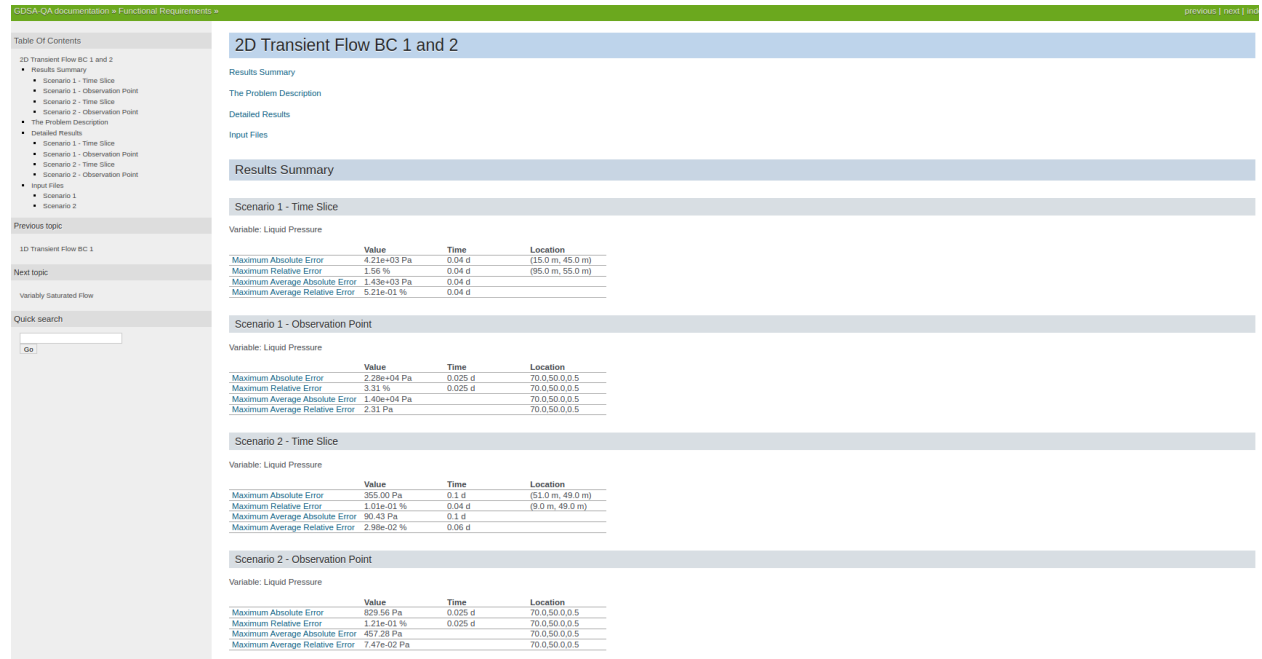 GDSA-QA documentation » Functional Requirements »
previous | next | ind
Table Of Contents
2D Transient Flow BC 1 and 2
Results Summary
Scenario 1 - Time Slice
Scenario 1 - Observation Point
Scenario 2 - Time Slice
Scenario 2 - Observation Point
The Problem Description
Detailed Results
Scenario 1 - Time Slice
Scenario 1 - Observation Point
Scenario 2 - Time Slice
Scenario 2 - Observation Point
Input Files
Scenario 1
Scenario 2
Previous topic
1D Transient Flow BC 1
Next topic
Variably Saturated Flow
Quick search
Go
2D Transient Flow BC 1 and 2
Results Summary
The Problem Description
Detailed Results
Input Files
Results Summary
Scenario 1 - Time Slice
Variable: Liquid Pressure
Value Time Location
Maximum Absolute Error 4.21e+03 Pa 0.04 d (15.0 m, 45.0 m)
Maximum Relative Error 1.56 % 0.04 d (95.0 m, 55.0 m)
Maximum Average Absolute Error 1.43e+03 Pa 0.04 d
Maximum Average Relative Error 5.21e-01 % 0.04 d
Scenario 1 - Observation Point
Variable: Liquid Pressure
Value Time Location
Maximum Absolute Error 2.28e+04 Pa 0.025 d 70.0,50.0,0.5
Maximum Relative Error 3.31 % 0.025 d 70.0,50.0,0.5
Maximum Average Absolute Error 1.40e+04 Pa 70.0,50.0,0.5
Maximum Average Relative Error 2.31 Pa 70.0,50.0,0.5
Scenario 2 - Time Slice
Variable: Liquid Pressure
Value Time Location
Maximum Absolute Error 355.00 Pa 0.1 d (51.0 m, 49.0 m)
Maximum Relative Error 1.01e-01 % 0.04 d (9.0 m, 49.0 m)
Maximum Average Absolute Error 90.43 Pa 0.1 d
Maximum Average Relative Error 2.98e-02 % 0.06 d
Scenario 2 - Observation Point
Variable: Liquid Pressure
Value Time Location
Maximum Absolute Error 829.56 Pa 0.025 d 70.0,50.0,0.5
Maximum Relative Error 1.21e-01 % 0.025 d 70.0,50.0,0.5
Maximum Average Absolute Error 457.28 Pa 70.0,50.0,0.5
Maximum Average Relative Error 7.47e-02 Pa 70.0,50.0,0.5